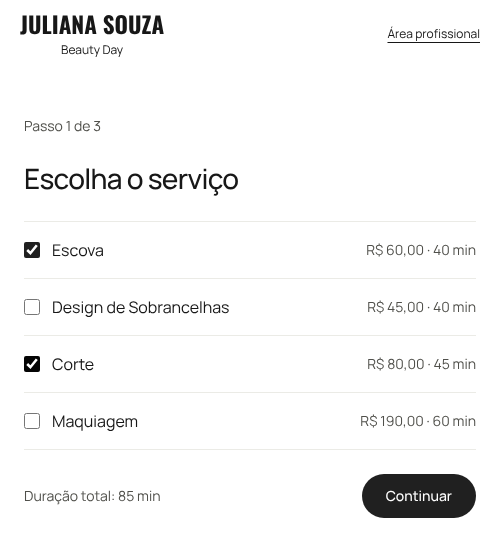 JULIANA SOUZA
Beauty Day
Área profissional
Passo 1 de 3
Escolha o serviço
Escova R$ 60,00 · 40 min
Design de Sobrancelhas R$ 45,00 · 40 min
Corte R$ 80,00 · 45 min
Maquiagem R$ 190,00 · 60 min
Duração total: 85 min
Continuar